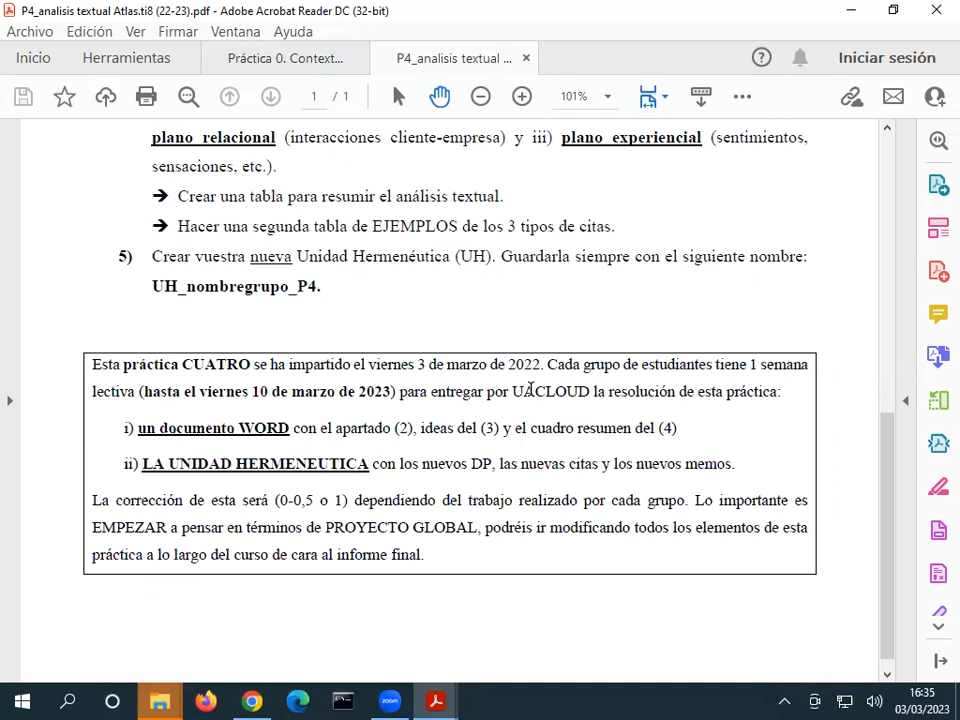 P4_analisis textual Atlas.ti8 (22-23).pdf - Adobe Acrobat Reader DC (32-bit)
Archivo Edición Ver Firmar Ventana Ayuda
Inicio Herramientas Práctica 0. Context... P4_analisis textual ... × Iniciar sesión
1 / 1 101%
plano relacional (interacciones cliente-empresa) y iii) plano experiencial (sentimientos,
sensaciones, etc.).
➔ Crear una tabla para resumir el análisis textual.
➔ Hacer una segunda tabla de EJEMPLOS de los 3 tipos de citas.
5) Crear vuestra nueva Unidad Hermenéutica (UH). Guardarla siempre con el siguiente nombre:
UH_nombregrupo_P4.
Esta práctica CUATRO se ha impartido el viernes 3 de marzo de 2022. Cada grupo de estudiantes tiene 1 semana
lectiva (hasta el viernes 10 de marzo de 2023) para entregar por UACLOUD la resolución de esta práctica:
i) un documento WORD con el apartado (2), ideas del (3) y el cuadro resumen del (4)
ii) LA UNIDAD HERMENEUTICA con los nuevos DP, las nuevas citas y los nuevos memos.
La corrección de esta será (0-0,5 o 1) dependiendo del trabajo realizado por cada grupo. Lo importante es
EMPEZAR a pensar en términos de PROYECTO GLOBAL, podréis ir modificando todos los elementos de esta
práctica a lo largo del curso de cara al informe final.
zoom
16:35
03/03/2023